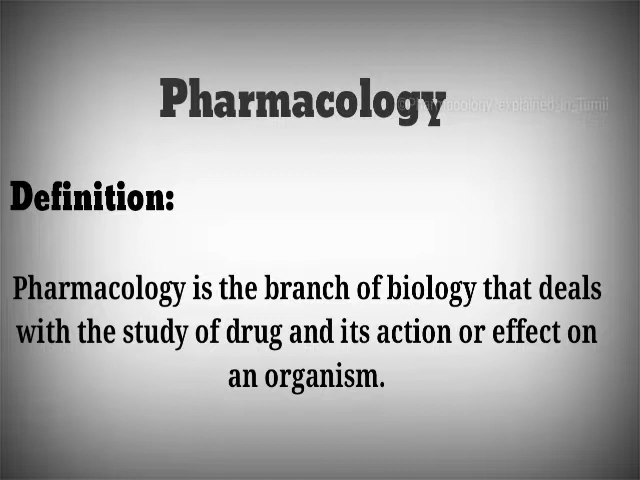 Pharmacology
@Pharmacology_explained_in_Tamil
Definition:
Pharmacology is the branch of biology that deals
with the study of drug and its action or effect on
an organism.